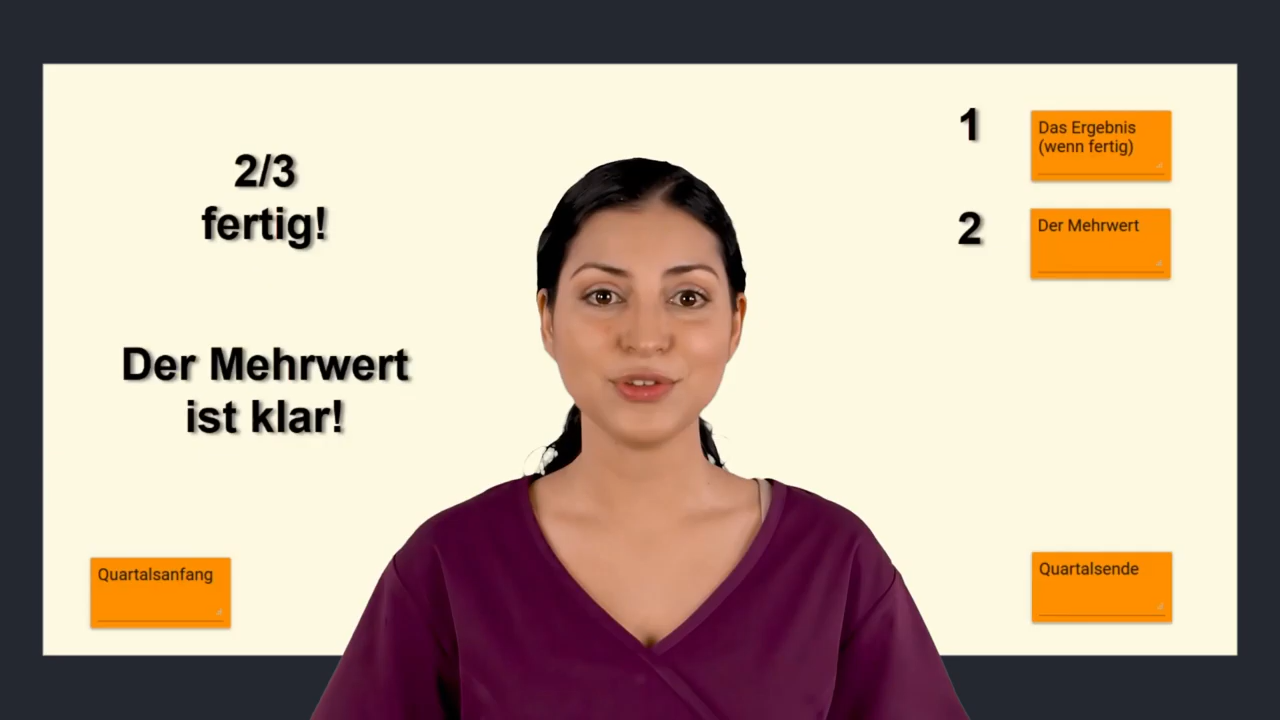 2/3
fertig!
Der Mehrwert
ist klar!
1
Das Ergebnis
(wenn fertig)
2
Der Mehrwert
Quartalsanfang
Quartalsende